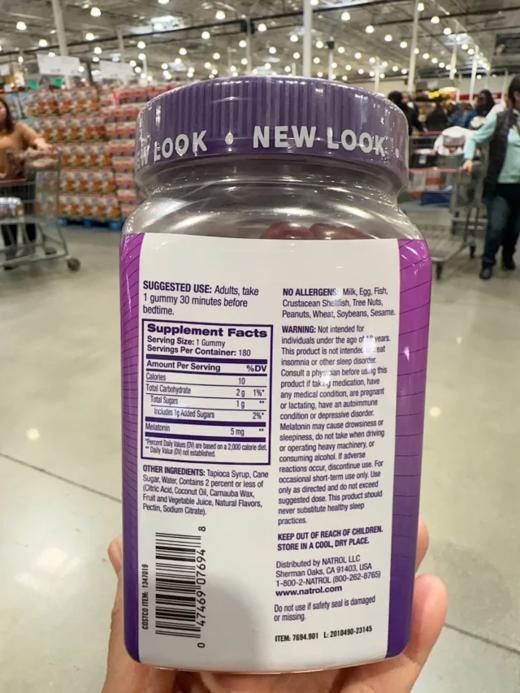 W LOOK NEW LOOK
SUGGESTED USE: Adults, take
1 gummy 30 minutes before
bedtime.
Supplement Facts
Serving Size: 1 Gummy
Servings Per Container: 180
Amount Per Serving %DV
Calories 10
Total Carbohydrate 2 g 1%*
Total Sugars 1 g **
Includes 1g Added Sugars 2%*
Melatonin 5 mg **
*Percent Daily Values (DV) are based on a 2,000 calorie diet.
**Daily Value (DV) not established.
OTHER INGREDIENTS: Tapioca Syrup, Cane
Sugar, Water, Contains 2 percent or less of
(Citric Acid, Coconut Oil, Carnauba Wax,
Fruit and Vegetable Juice, Natural Flavors,
Pectin, Sodium Citrate).
COSTCO ITEM: 1347019
0 47469 07694 8
NO ALLERGENS: Milk, Egg, Fish,
Crustacean Shellfish, Tree Nuts,
Peanuts, Wheat, Soybeans, Sesame.
WARNING: Not intended for
individuals under the age of years.
This product is not intended to treat
insomnia or other sleep disorder.
Consult a physician before using this
product if taking medication, have
any medical condition, are pregnant
or lactating, have an autoimmune
condition or depressive disorder.
Melatonin may cause drowsiness or
sleepiness, do not take when driving
or operating heavy machinery, or
consuming alcohol. If adverse
reactions occur, discontinue use. For
occasional short-term use only. Use
only as directed and do not exceed
suggested dose. This product should
never substitute healthy sleep
practices.
KEEP OUT OF REACH OF CHILDREN.
STORE IN A COOL, DRY PLACE.
Distributed by NATROL LLC
Sherman Oaks, CA 91403, USA
1-800-2-NATROL (800-262-8765)
www.natrol.com
Do not use if safety seal is damaged
or missing.
ITEM: 7694.901 L: 2010490-23145